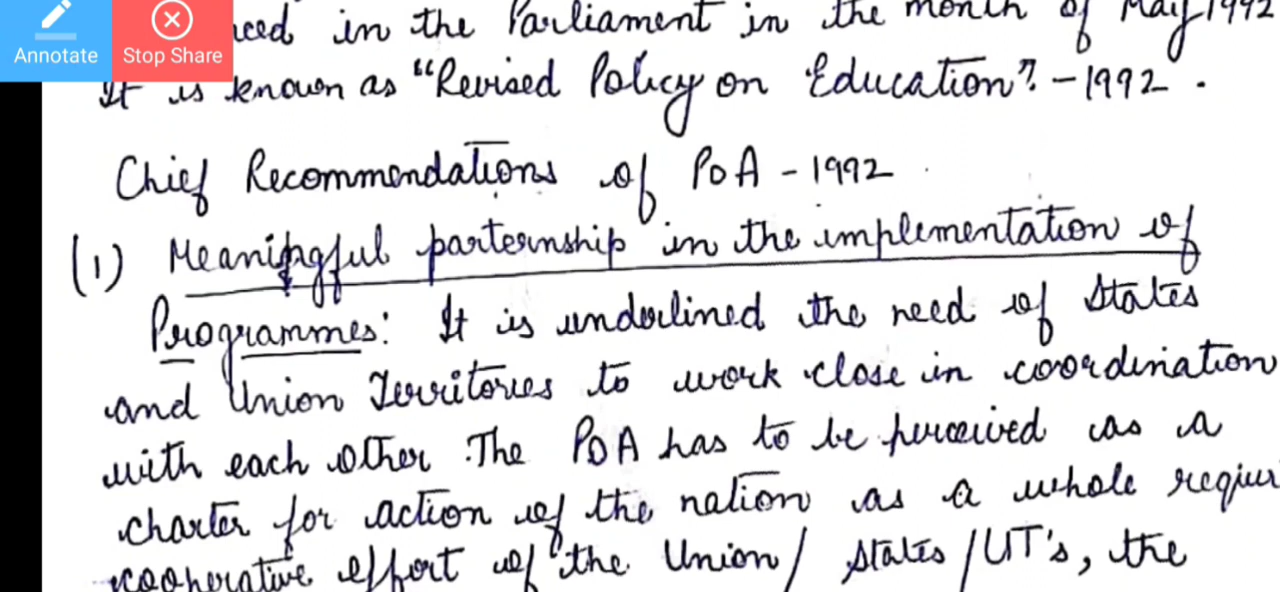 Annotate
Stop Share
in the Parliament in the month of May 1992
It is known as "Revised Policy on Education". - 1992.
Chief Recommendations of PoA - 1992
(1) Meaningful parternship in the implementation of
Programmes: It is underlined the need of States
and Union Territories to work close in coordination
with each other. The POA has to be perceived as a
charter for action of the nation as a whole
cooperative effort of the Union/ States/UT's, the